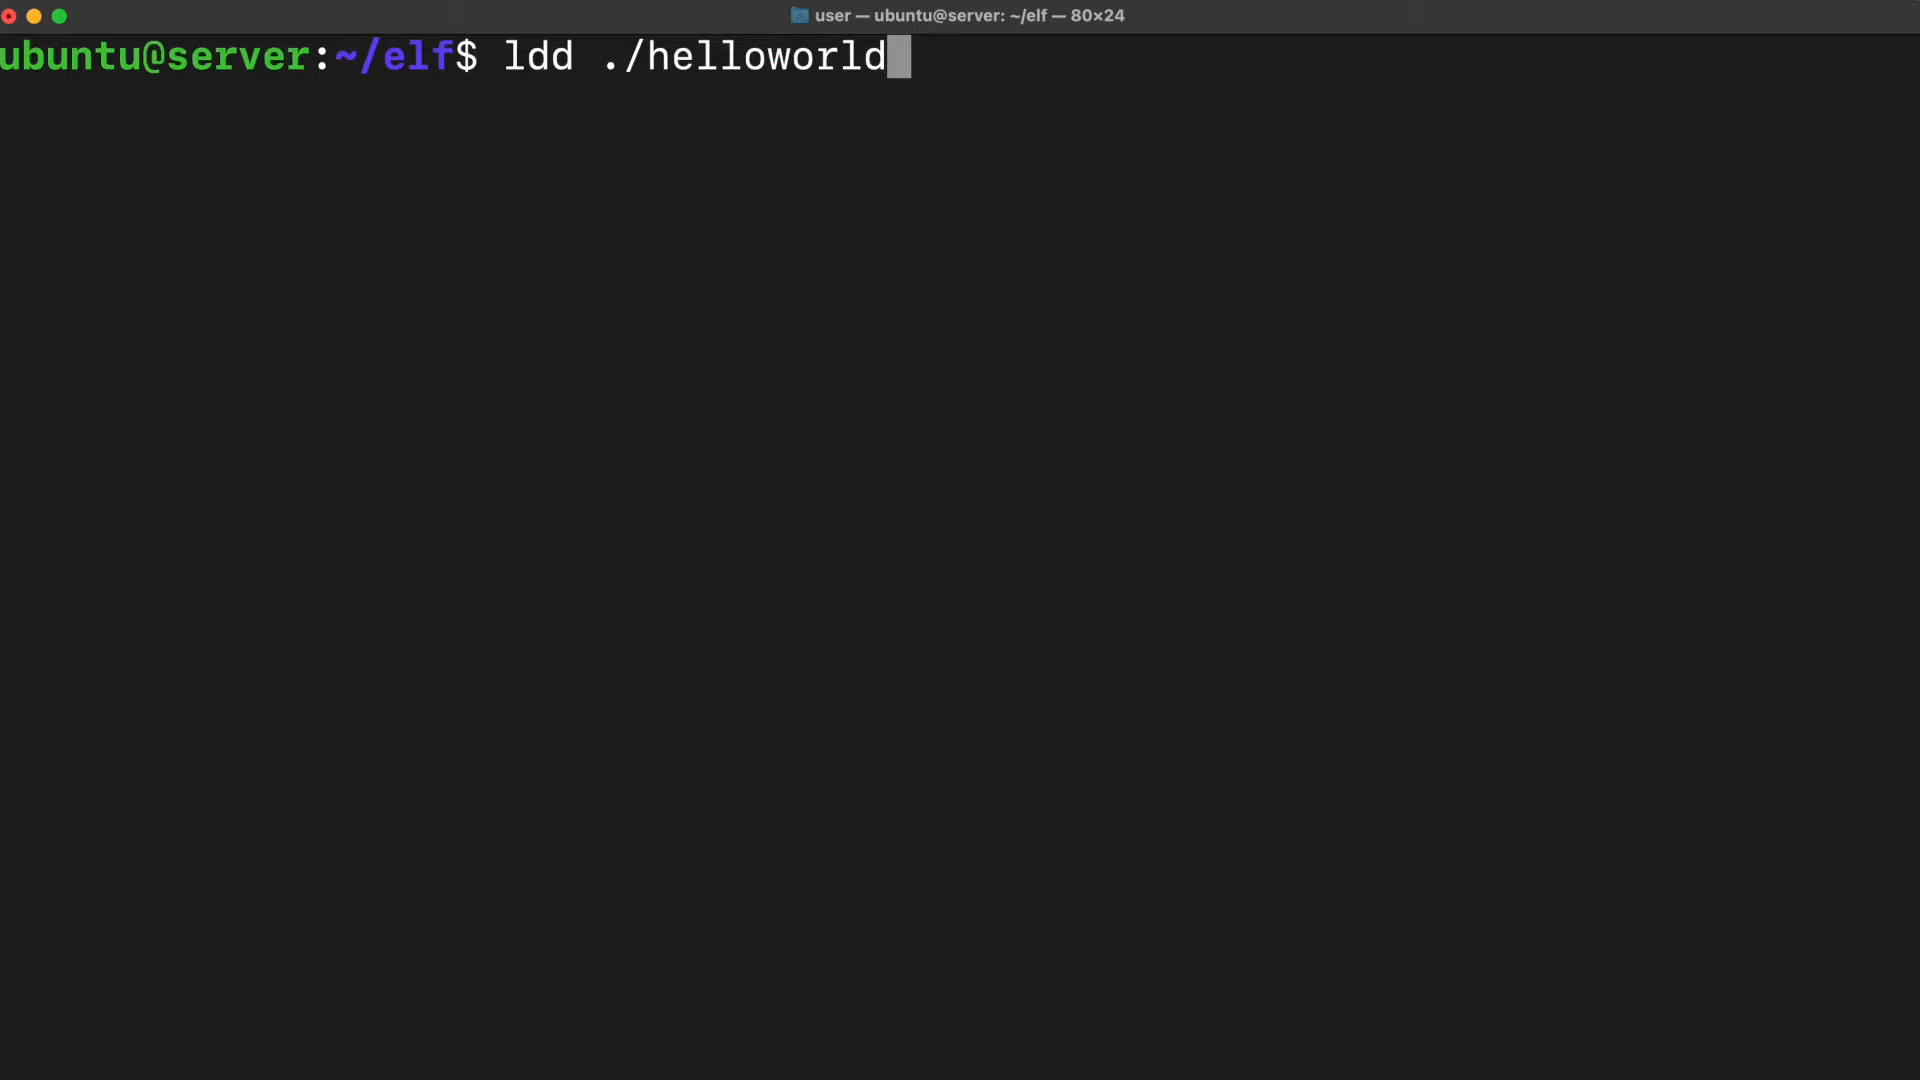 user — ubuntu@server: ~/elf — 80×24
ubuntu@server:~/elf$ ldd ./helloworld